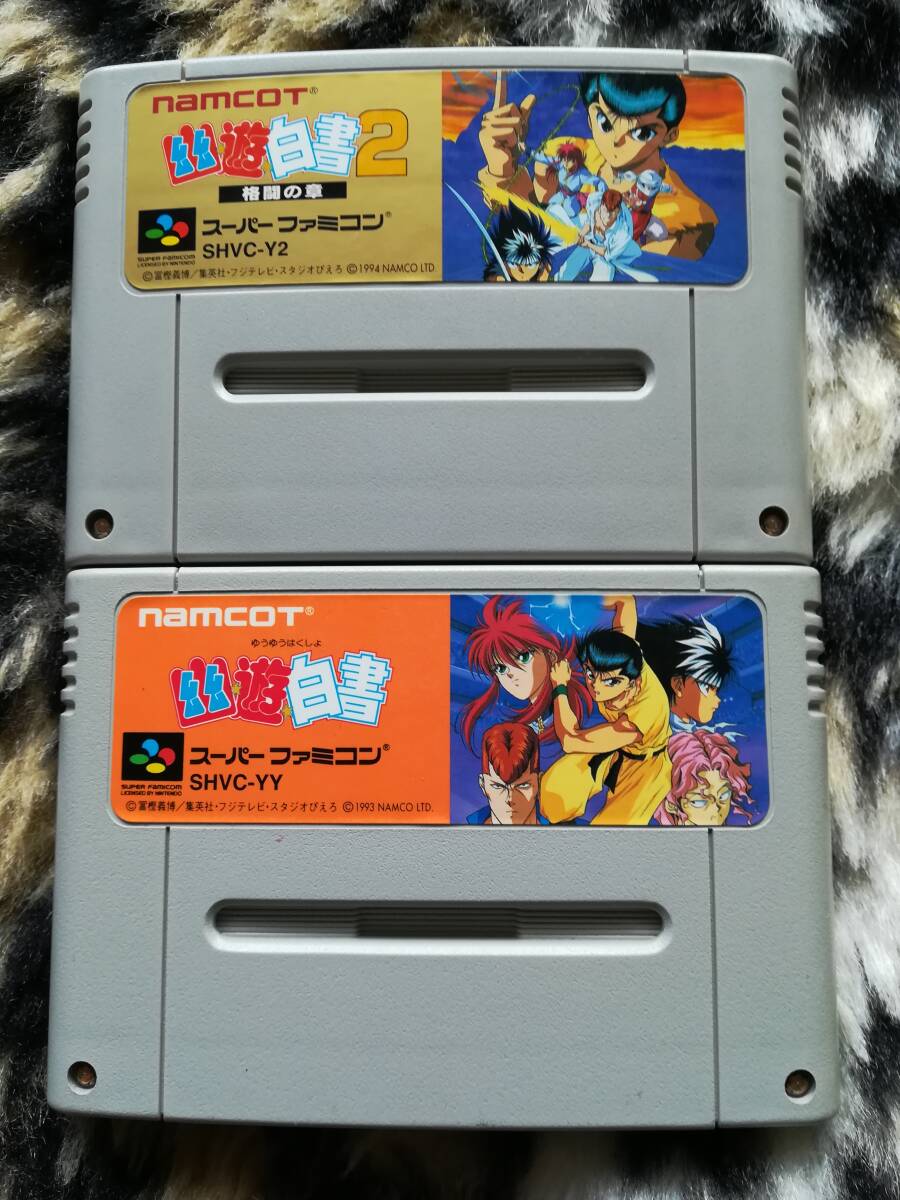 namcoT®
幽遊白書2
格闘の章
スーパーファミコン®
SUPER FAMICOM
LICENSED BY NINTENDO
SHVC-Y2
©冨樫義博/集英社・フジテレビ・スタジオぴえろ ©1994 NAMCO LTD
namcoT®
ゆうゆうはくしょ
幽遊白書
スーパーファミコン®
SUPER FAMICOM
LICENSED BY NINTENDO
SHVC-YY
©冨樫義博/集英社・フジテレビ・スタジオぴえろ ©1993 NAMCO LTD.